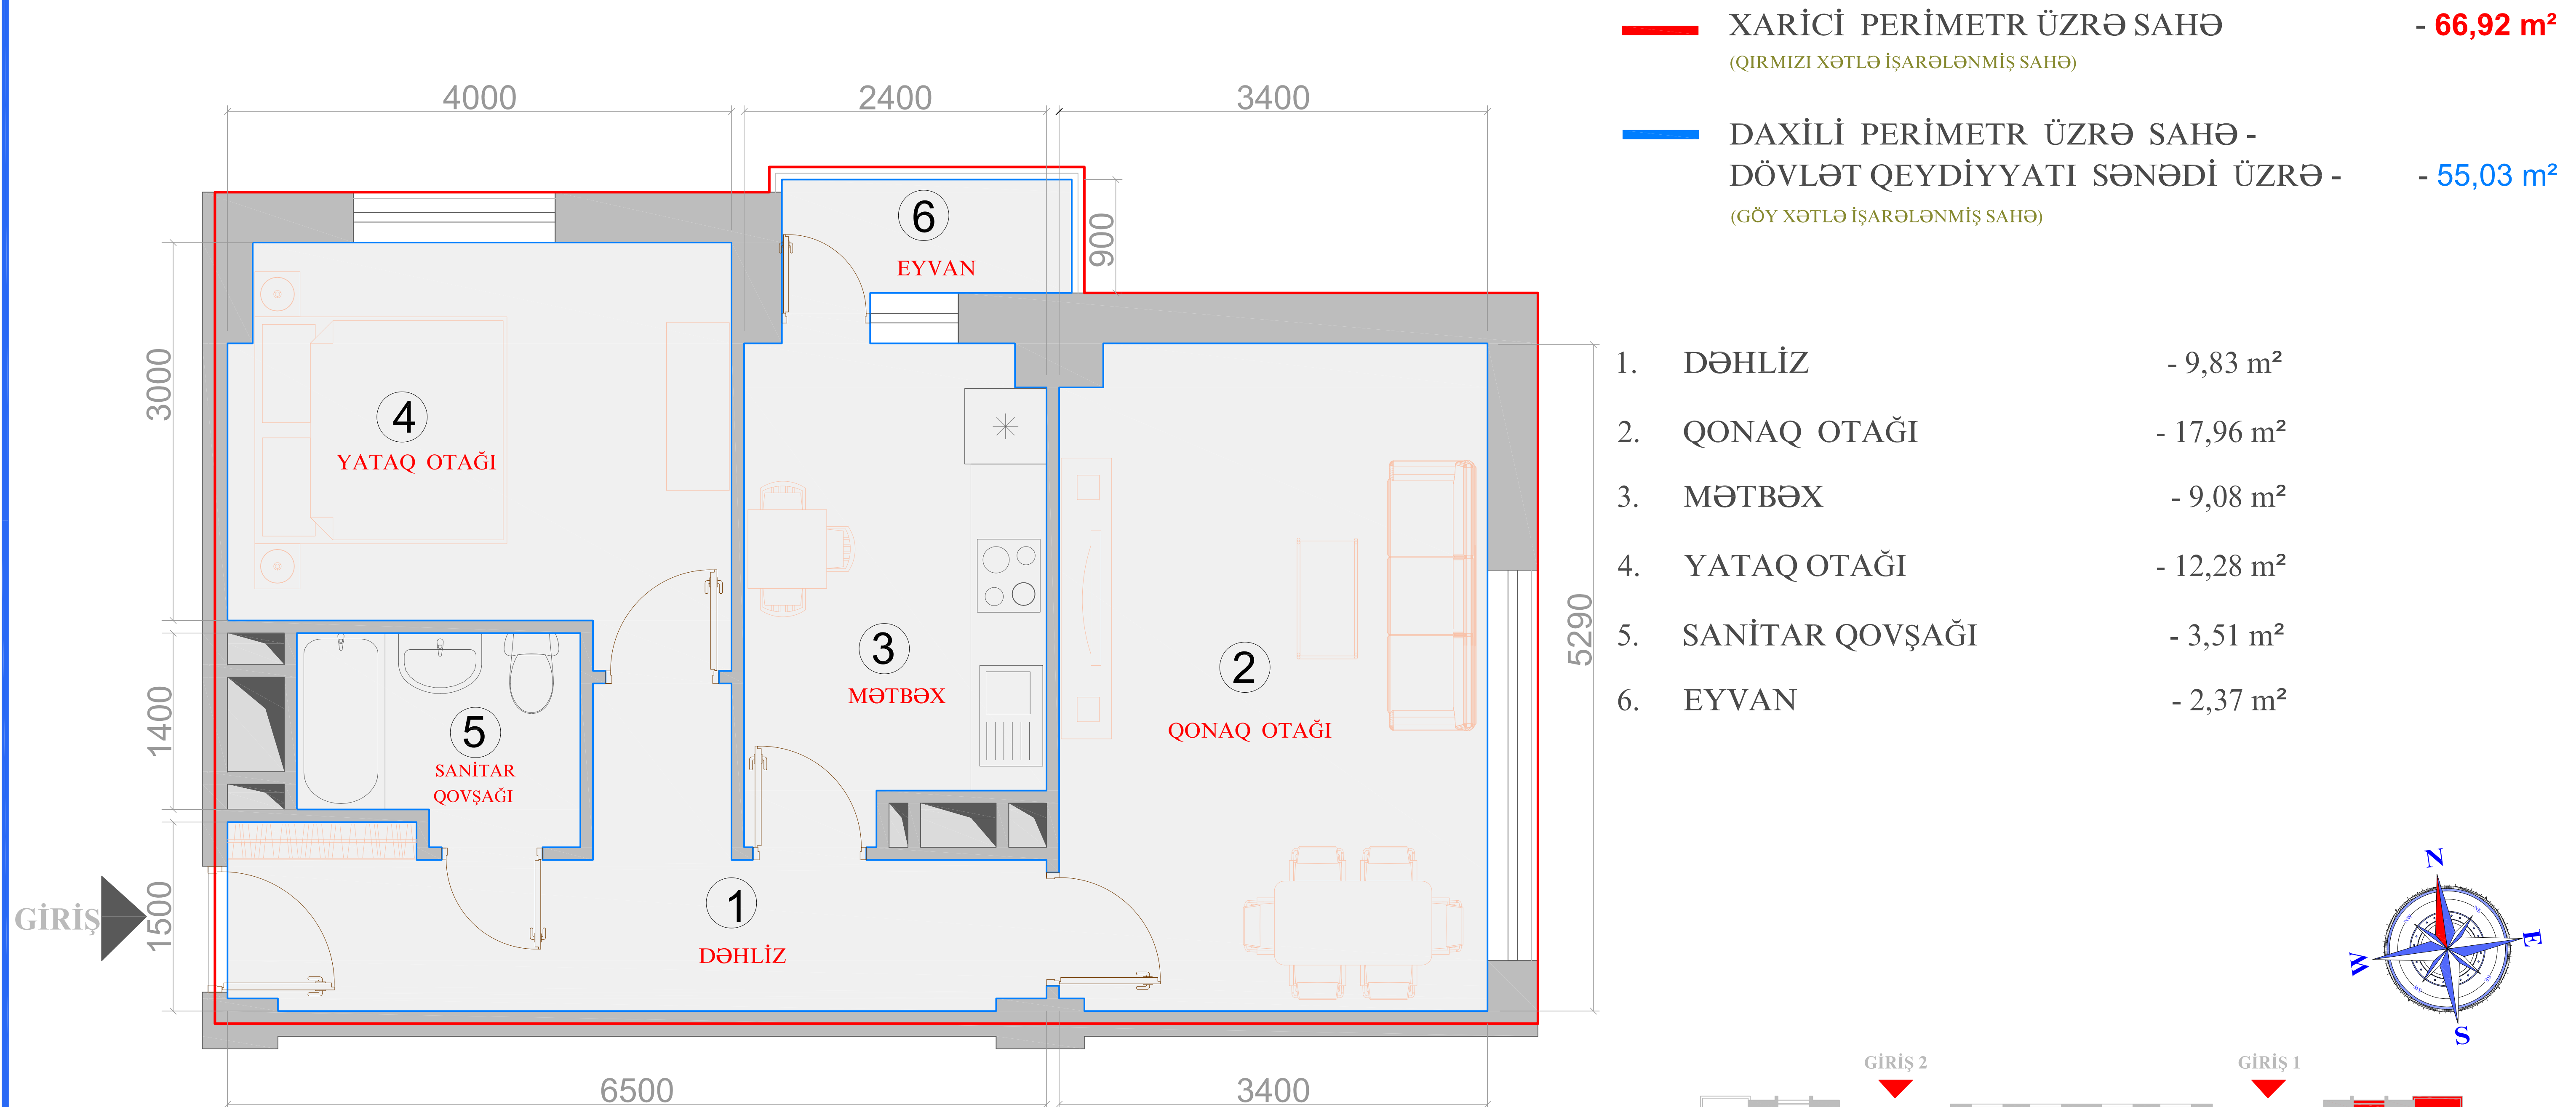 XARİCİ PERİMETR ÜZRƏ SAHƏ - 66,92 m²
(QIRMIZI XƏTLƏ İŞARƏLƏNMİŞ SAHƏ)
DAXİLİ PERİMETR ÜZRƏ SAHƏ -
DÖVLƏT QEYDİYYATI SƏNƏDİ ÜZRƏ - - 55,03 m²
(GÖY XƏTLƏ İŞARƏLƏNMİŞ SAHƏ)
4000
2400
3400
6
EYVAN
900
3000
4
YATAQ OTAĞI
1400
5
SANİTAR
QOVŞAĞI
3
MƏTBƏX
2
QONAQ OTAĞI
5290
GİRİŞ
1500
1
DƏHLİZ
6500
3400
1. DƏHLİZ - 9,83 m²
2. QONAQ OTAĞI - 17,96 m²
3. MƏTBƏX - 9,08 m²
4. YATAQ OTAĞI - 12,28 m²
5. SANİTAR QOVŞAĞI - 3,51 m²
6. EYVAN - 2,37 m²
N
E
W
S
GİRİŞ 2
GİRİŞ 1